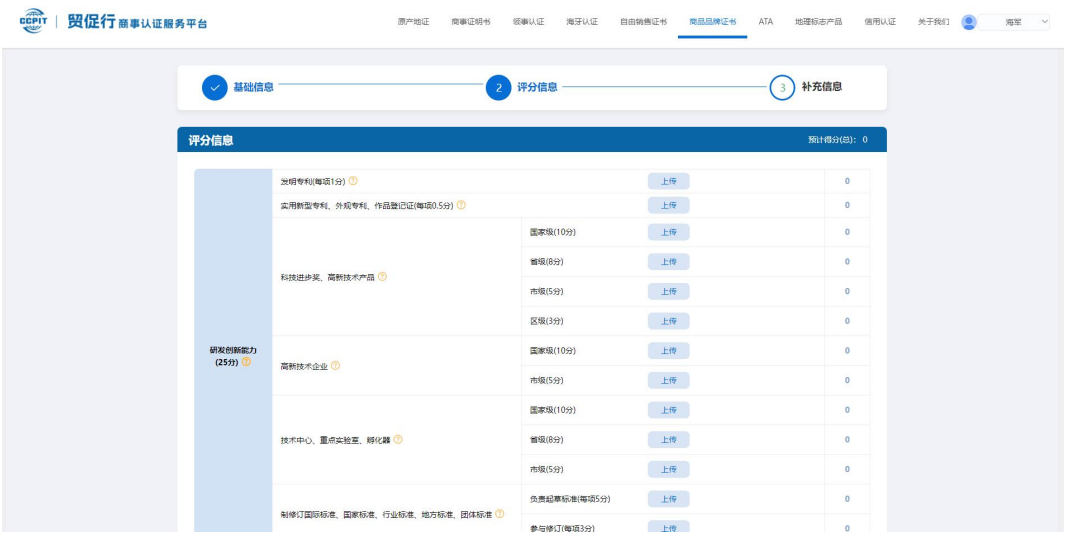 CCPIT 贸促行 商事认证服务平台 原产地证 商事证明书 领事认证 海牙认证 自由销售证书 商品品牌证书 ATA 地理标志产品 信用认证 关于我们 海军
基础信息 2 评分信息 3 补充信息
评分信息 预计得分(总): 0
发明专利(每项1分) ? 上传 0
实用新型专利、外观专利、作品登记证(每项0.5分) ? 上传 0
国家级(10分) 上传 0
省级(8分) 上传 0
科技进步奖、高新技术产品 ?
市级(5分) 上传 0
区级(3分) 上传 0
研发创新能力
(25分) ?
国家级(10分) 上传 0
高新技术企业 ?
市级(5分) 上传 0
国家级(10分) 上传 0
技术中心、重点实验室、孵化器 ? 省级(8分) 上传 0
市级(5分) 上传 0
负责起草标准(每项5分) 上传 0
制修订国际标准、国家标准、行业标准、地方标准、团体标准 ?
参与修订(每项3分) 上传 0